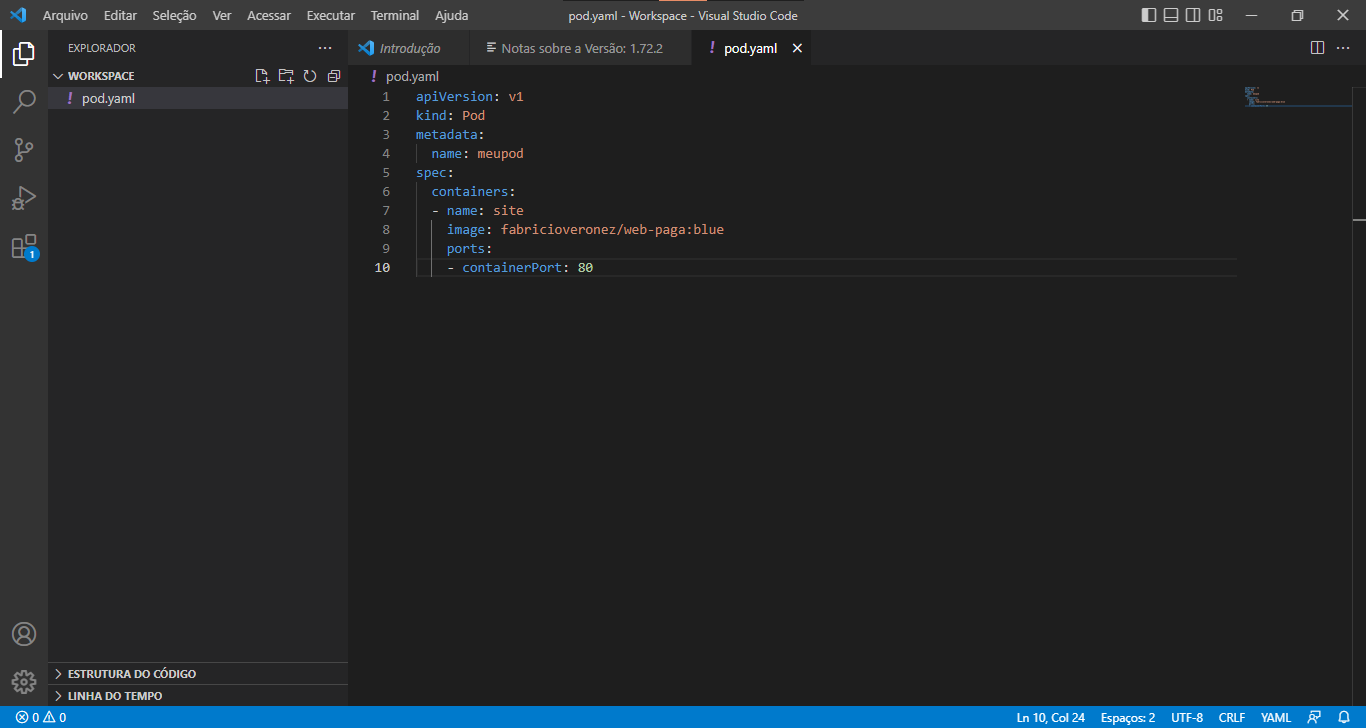 Arquivo Editar Seleção Ver Acessar Executar Terminal Ajuda
pod.yaml - Workspace - Visual Studio Code
EXPLORADOR
WORKSPACE
! pod.yaml
1
Introdução
Notas sobre a Versão: 1.72.2
! pod.yaml
! pod.yaml
1 apiVersion: v1
2 kind: Pod
3 metadata:
4   name: meupod
5 spec:
6   containers:
7   - name: site
8     image: fabricioveronez/web-paga:blue
9     ports:
10     - containerPort: 80
ESTRUTURA DO CÓDIGO
LINHA DO TEMPO
0 0
Ln 10, Col 24 Espaços: 2 UTF-8 CRLF YAML